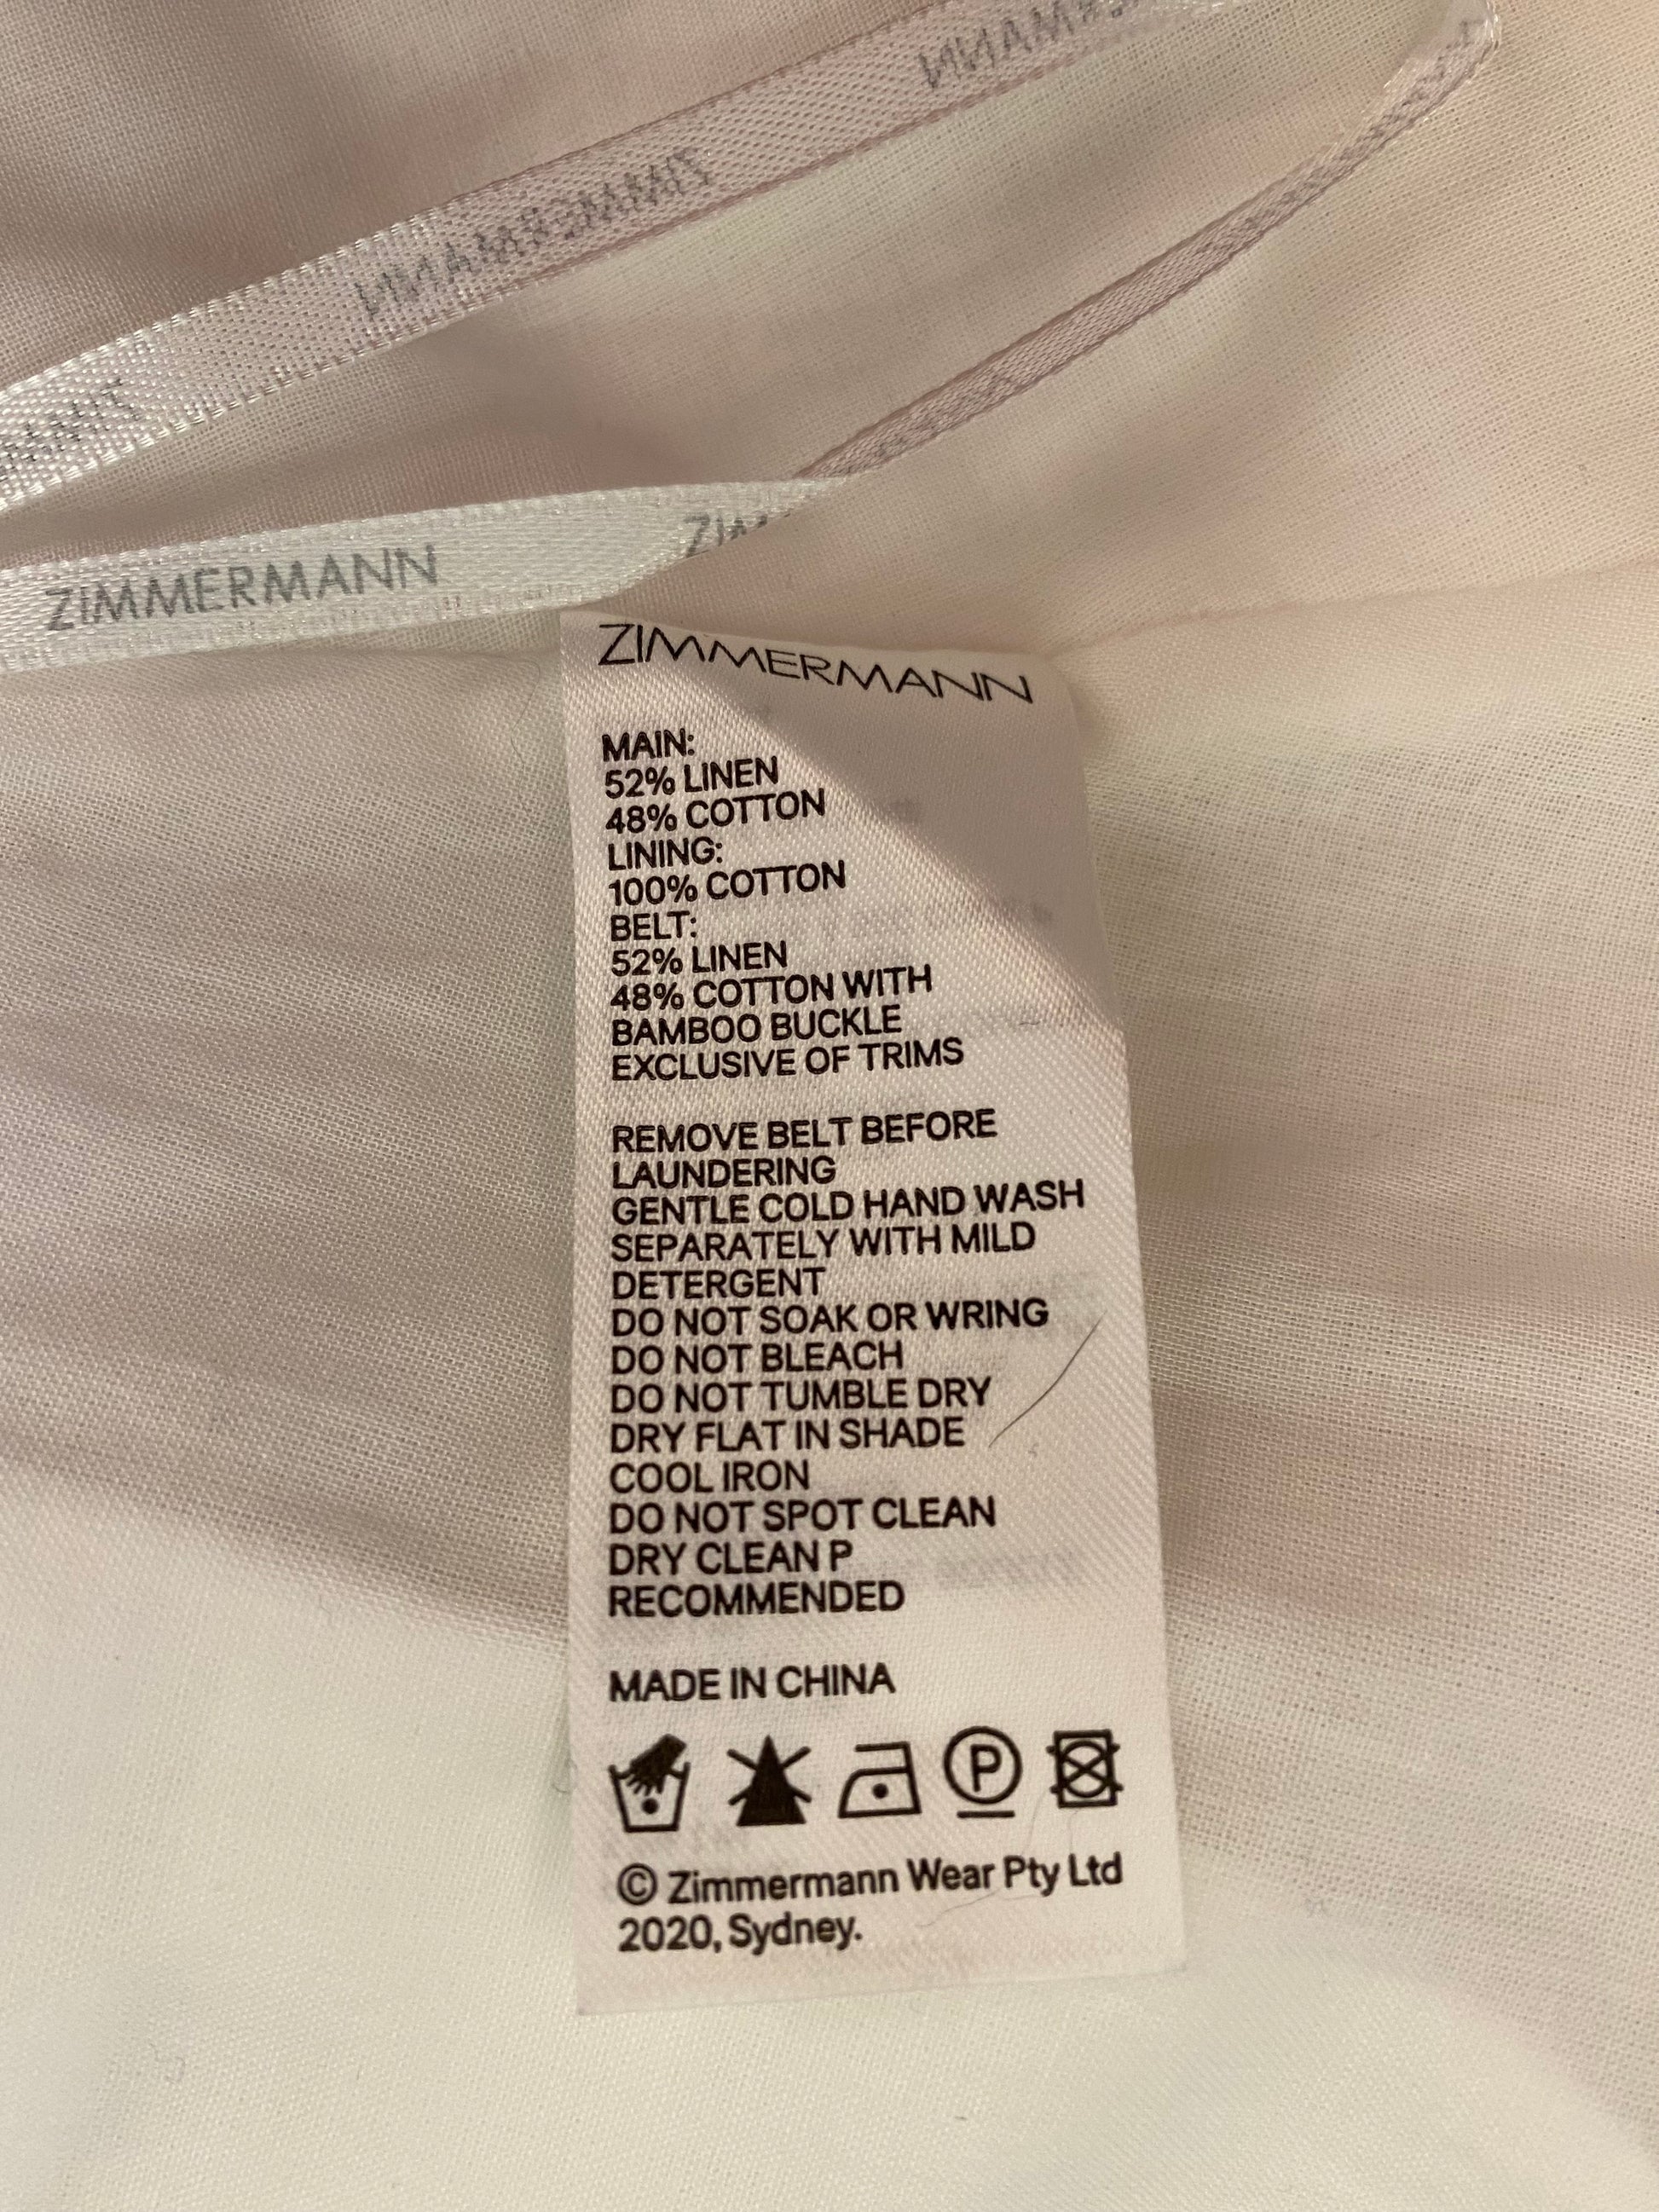 ZIMMERMANN
ZIMMERMANN
ZIMMERMANN
ZIMMERMANN
MAIN:
52% LINEN
48% COTTON
LINING:
100% COTTON
BELT:
52% LINEN
48% COTTON WITH
BAMBOO BUCKLE
EXCLUSIVE OF TRIMS
REMOVE BELT BEFORE
LAUNDERING
GENTLE COLD HAND WASH
SEPARATELY WITH MILD
DETERGENT
DO NOT SOAK OR WRING
DO NOT BLEACH
DO NOT TUMBLE DRY
DRY FLAT IN SHADE
COOL IRON
DO NOT SPOT CLEAN
DRY CLEAN P
RECOMMENDED
MADE IN CHINA
P
© Zimmermann Wear Pty Ltd
2020, Sydney.